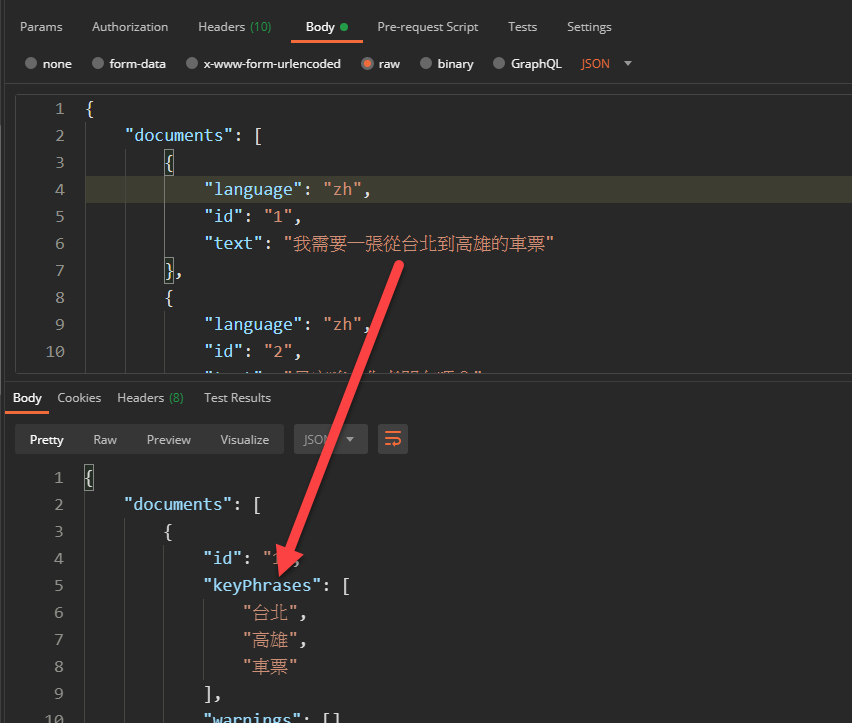 Params Authorization Headers (10) Body Pre-request Script Tests Settings
none form-data x-www-form-urlencoded raw binary GraphQL JSON
1 {
2 "documents": [
3 {
4 "language": "zh",
5 "id": "1",
6 "text": "我需要一張從台北到高雄的車票"
7 },
8 {
9 "language": "zh",
10 "id": "2",
Body Cookies Headers (8) Test Results
Pretty Raw Preview Visualize JSON
1 {
2 "documents": [
3 {
4 "id": "1",
5 "keyPhrases": [
6 "台北",
7 "高雄",
8 "車票"
9 ],
10 "warnings": []